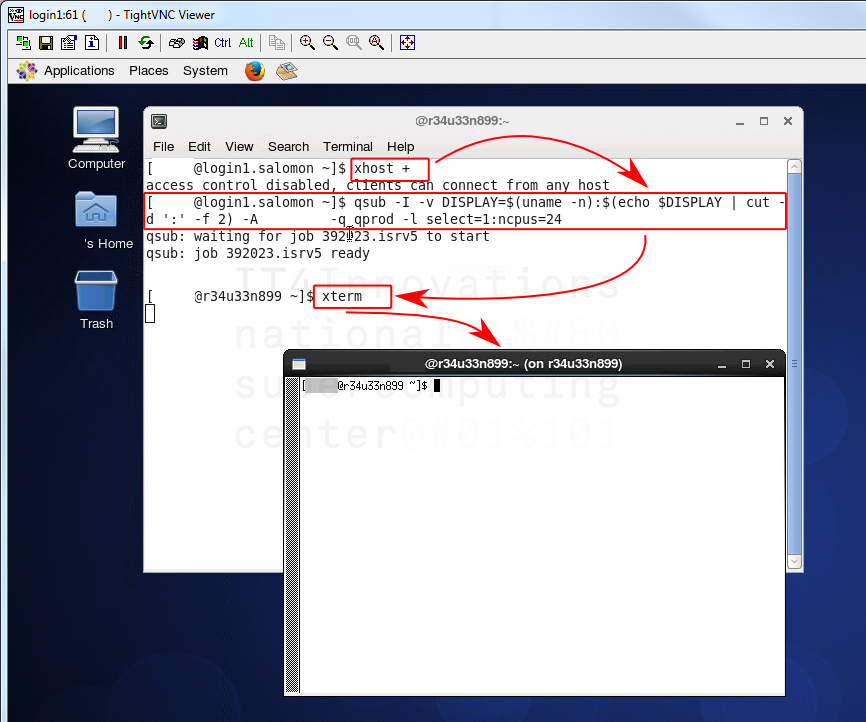 login1:61 ( ) - TightVNC Viewer
Ctrl Alt
Applications Places System
Computer
's Home
Trash
@r34u33n899:~
File Edit View Search Terminal Help
[ @login1.salomon ~]$ xhost +
access control disabled, clients can connect from any host
[ @login1.salomon ~]$ qsub -I -v DISPLAY=$(uname -n):$(echo $DISPLAY | cut -
d ':' -f 2) -A -q qprod -l select=1:ncpus=24
qsub: waiting for job 392023.isrv5 to start
qsub: job 392023.isrv5 ready
[ @r34u33n899 ~]$ xterm
IT4Innovations
national
supercomputing
center@#01%101
@r34u33n899:~ (on r34u33n899)
[ @r34u33n899 ~]$